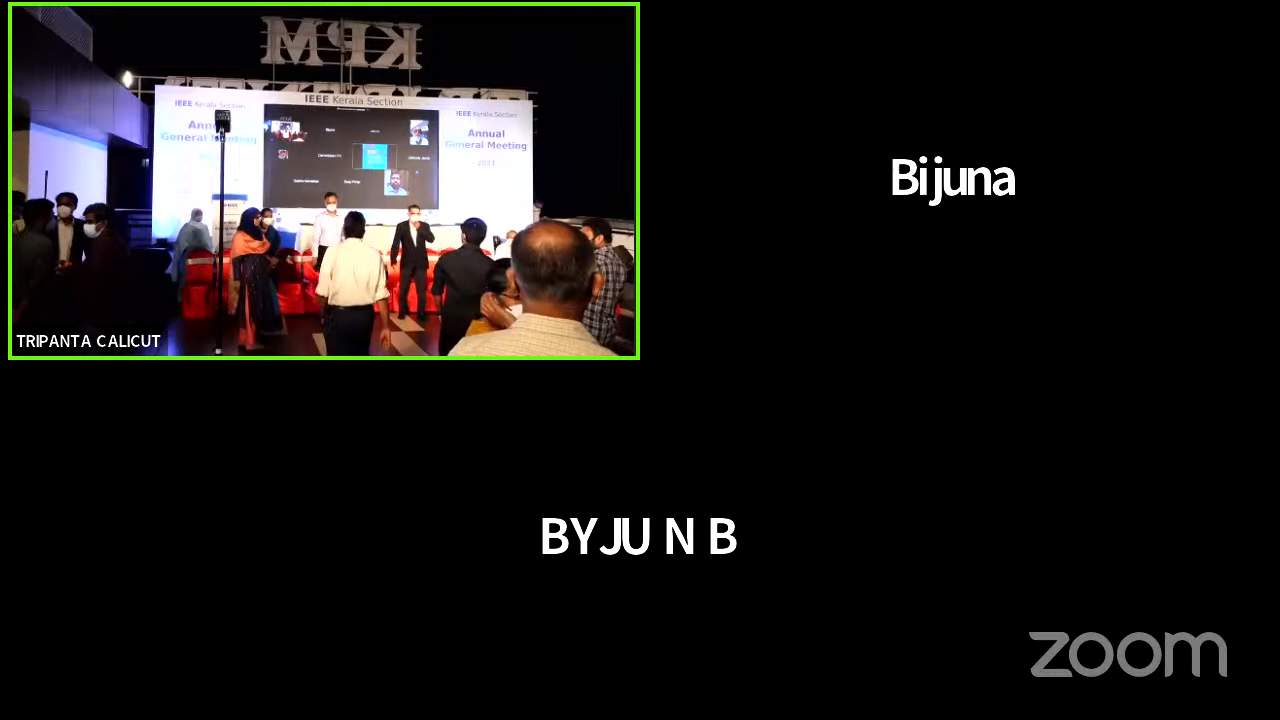 KPM
IEEE Kerala Section
IEEE Kerala Section
IEEE Kerala Section
Annual
General Meeting
Annual
General Meeting
2021
TRIPANTA CALICUT
Bijuna
BYJU N B
zoom